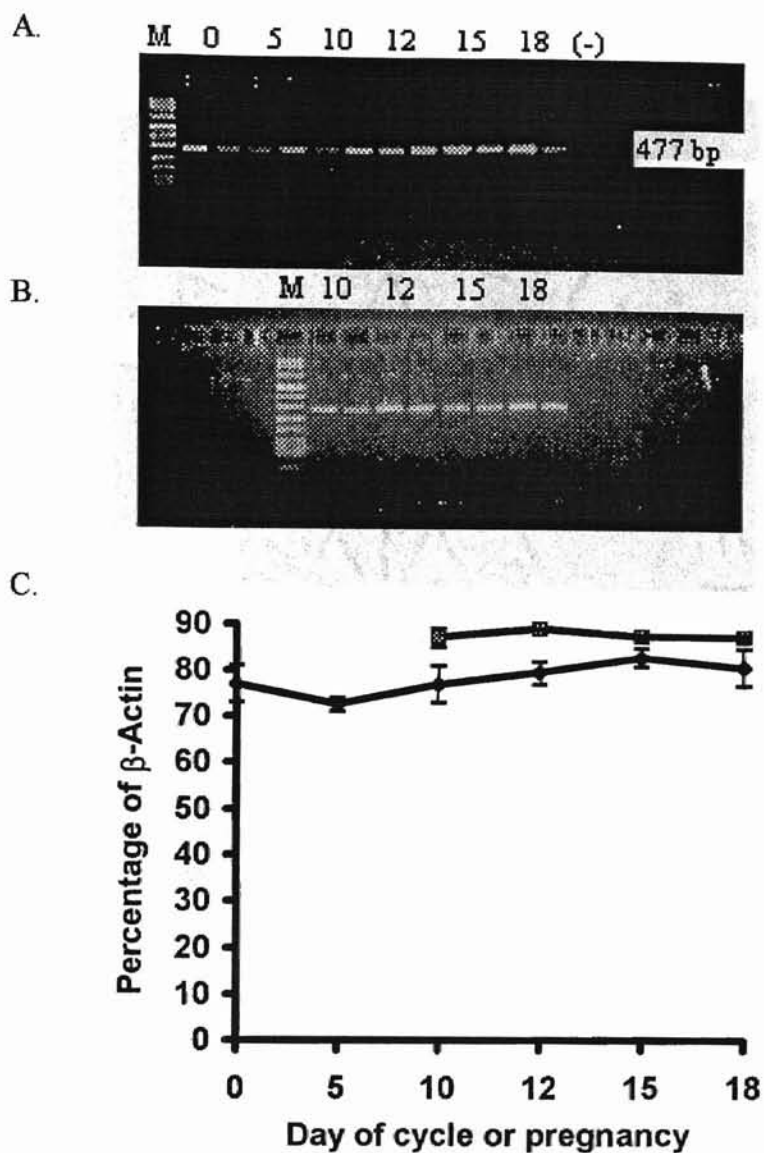 A.
M 0 5 10 12 15 18 (-)
477 bp
B.
M 10 12 15 18
C.
90
80
70
60
50
40
30
20
10
0
Percentage of β-Actin
0 5 10 12 15 18
Day of cycle or pregnancy